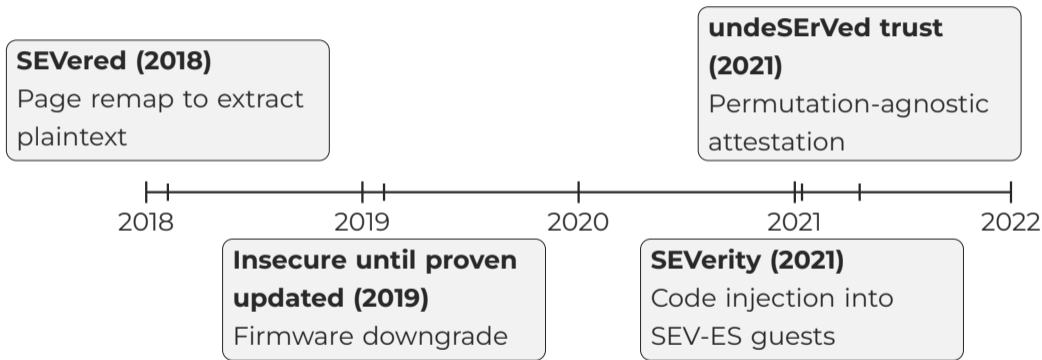 SEVered (2018)
Page remap to extract
plaintext
undeSErVed trust
(2021)
Permutation-agnostic
attestation
2018
2019
2020
2021
2022
Insecure until proven
updated (2019)
Firmware downgrade
SEVerity (2021)
Code injection into
SEV-ES guests